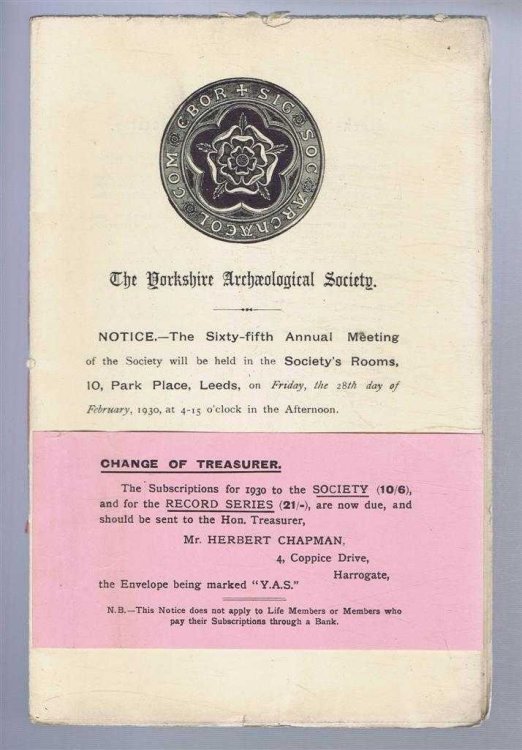 ✠ SIG · SOC · ARCHÆOL · COM · EBOR
The Yorkshire Archæological Society.
NOTICE.—The Sixty-fifth Annual Meeting
of the Society will be held in the Society's Rooms,
10, Park Place, Leeds, on Friday, the 28th day of
February, 1930, at 4-15 o'clock in the Afternoon.
CHANGE OF TREASURER.
The Subscriptions for 1930 to the SOCIETY (10/6),
and for the RECORD SERIES (21/-), are now due, and
should be sent to the Hon. Treasurer,
Mr. HERBERT CHAPMAN,
4, Coppice Drive,
Harrogate,
the Envelope being marked "Y.A.S."
N.B.—This Notice does not apply to Life Members or Members who
pay their Subscriptions through a Bank.